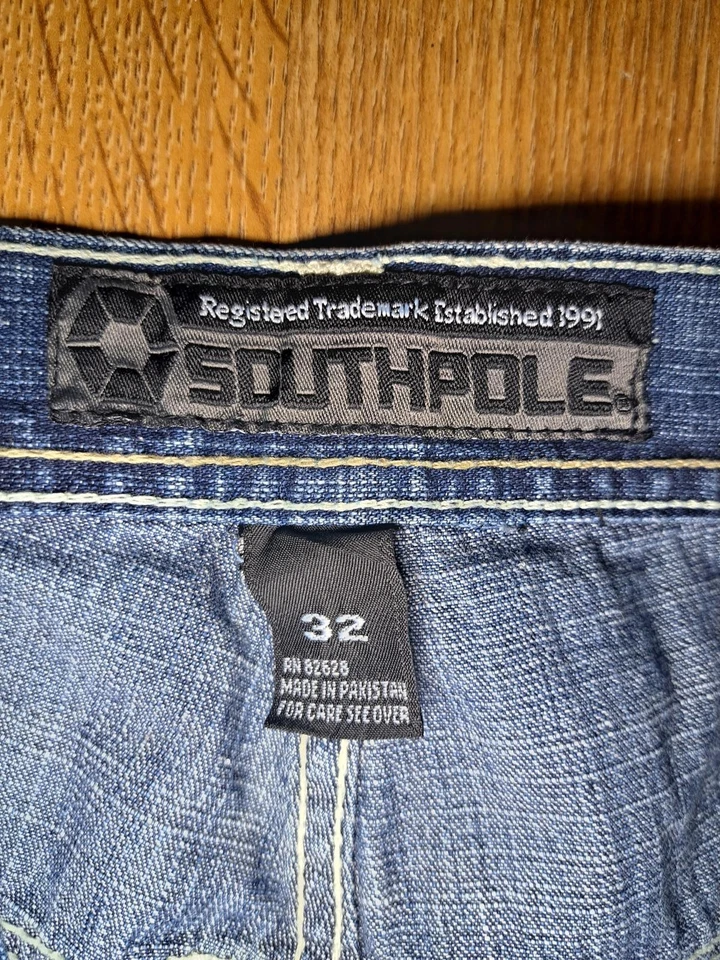 Registered Trademark Established 1991
SOUTHPOLE®
32
RN 82628
MADE IN PAKISTAN
FOR CARE SEE OVER